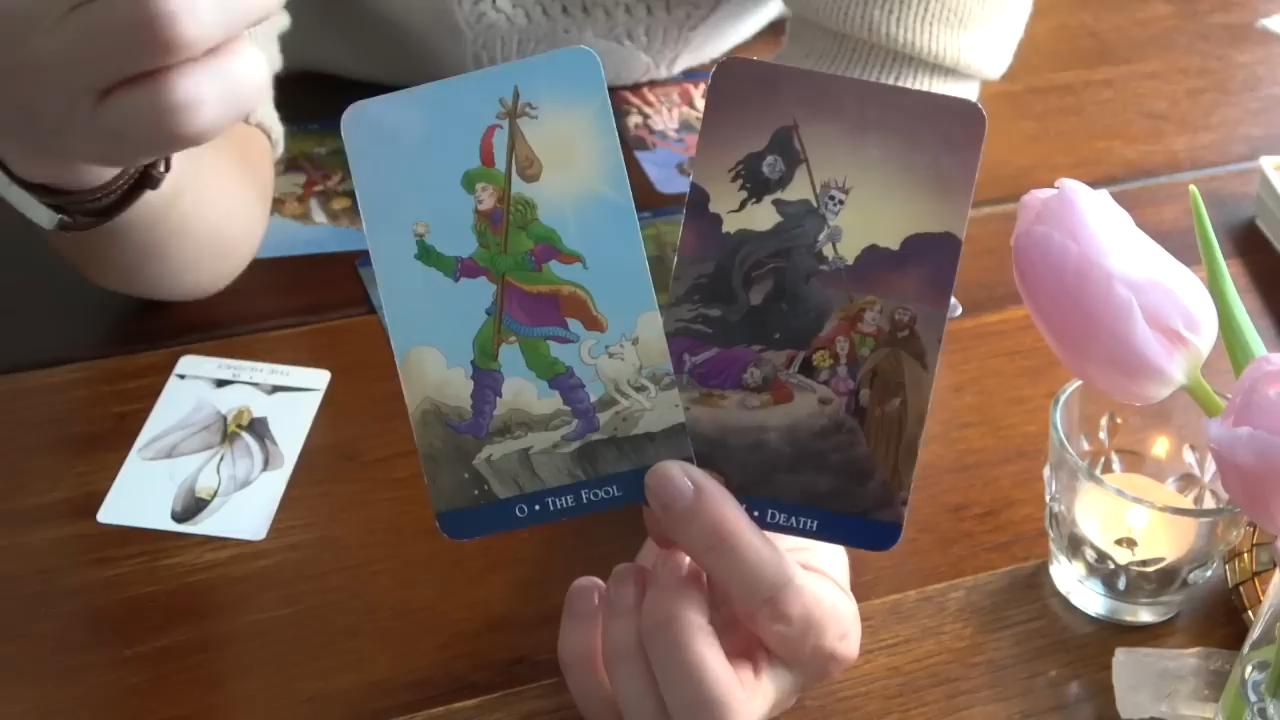 0 • THE FOOL
• DEATH